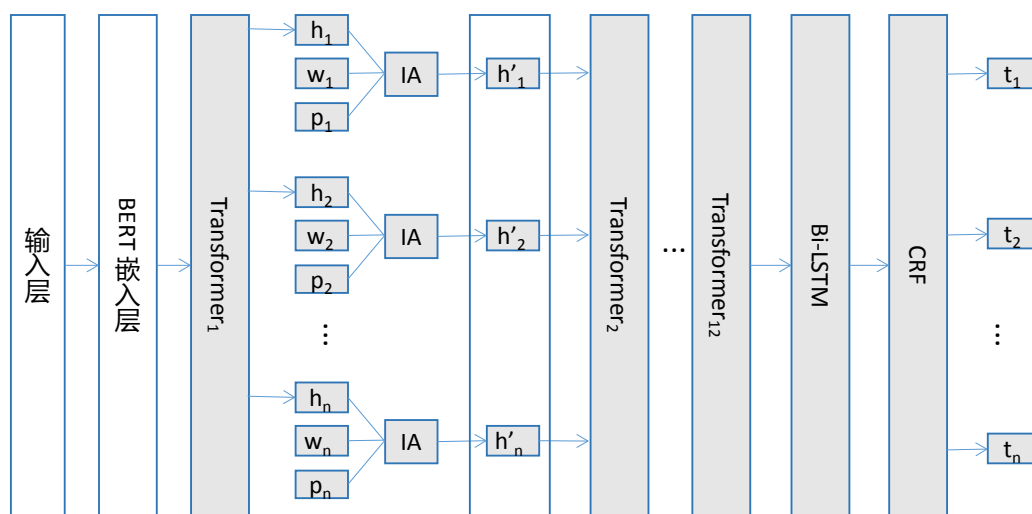 输入层
BERT 嵌入层
Transformer₁
h₁
w₁
p₁
IA
h'₁
h₂
w₂
p₂
IA
h'₂
...
hₙ
wₙ
pₙ
IA
h'ₙ
Transformer₂
...
Transformer₁₂
Bi-LSTM
CRF
t₁
t₂
...
tₙ